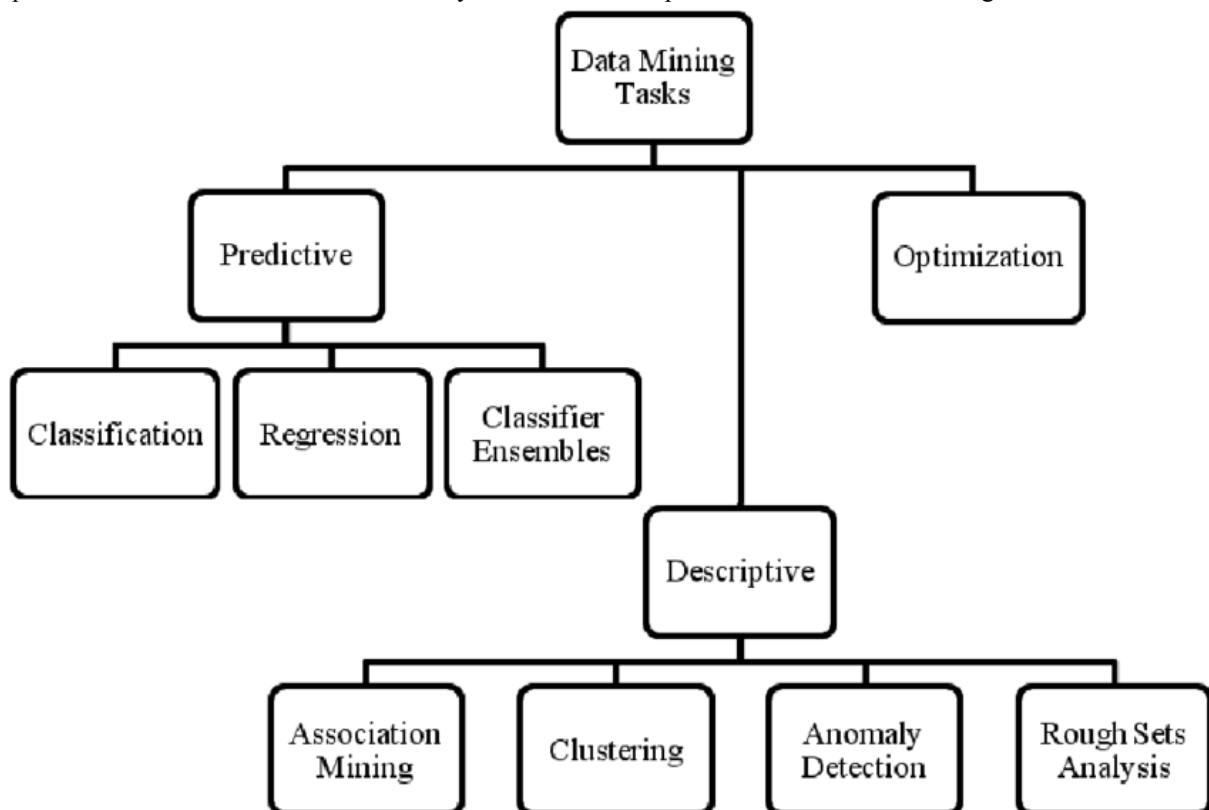 Data Mining
Tasks
Predictive
Optimization
Classification
Regression
Classifier
Ensembles
Descriptive
Association
Mining
Clustering
Anomaly
Detection
Rough Sets
Analysis